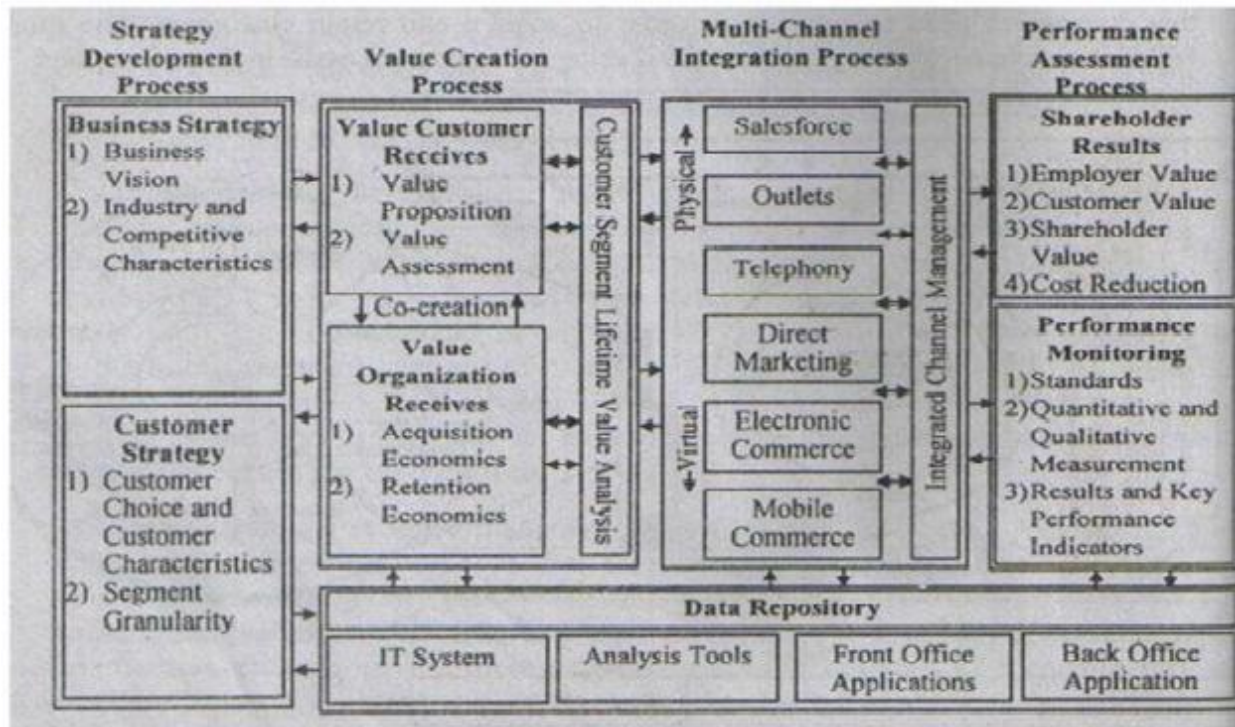 Strategy
Development
Process
Value Creation
Process
Multi-Channel
Integration Process
Performance
Assessment
Process
Business Strategy
1) Business
Vision
2) Industry and
Competitive
Characteristics
Customer
Strategy
1) Customer
Choice and
Customer
Characteristics
2) Segment
Granularity
Value Customer
Receives
1) Value
Proposition
2) Value
Assessment
Co-creation
Value
Organization
Receives
1) Acquisition
Economics
2) Retention
Economics
Customer Segment Lifetime Value Analysis
Physical
Virtual
Salesforce
Outlets
Telephony
Direct
Marketing
Electronic
Commerce
Mobile
Commerce
Integrated Channel Management
Shareholder
Results
1)Employer Value
2)Customer Value
3)Shareholder
Value
4)Cost Reduction
Performance
Monitoring
1)Standards
2)Quantitative and
Qualitative
Measurement
3)Results and Key
Performance
Indicators
Data Repository
IT System
Analysis Tools
Front Office
Applications
Back Office
Application